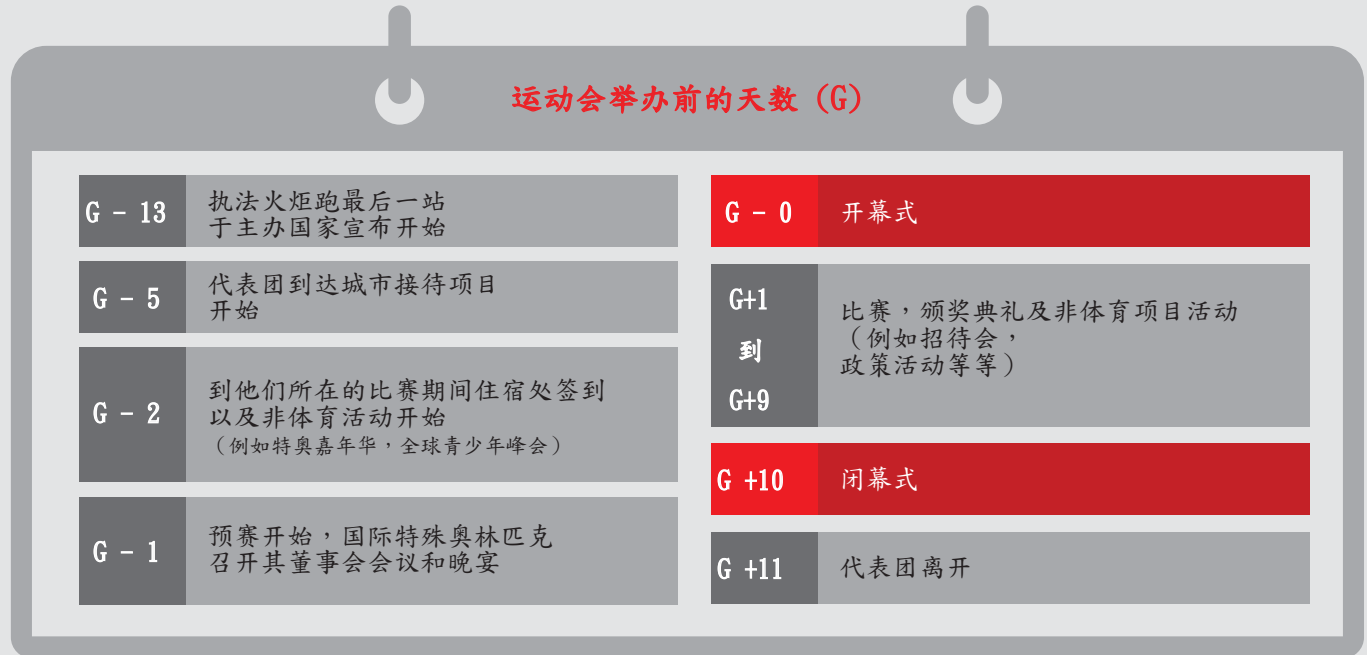 运动会举办前的天数 (G)
G - 13
执法火炬跑最后一站
于主办国家宣布开始
G - 5
代表团到达城市接待项目
开始
G - 2
到他们所在的比赛期间住宿处签到
以及非体育活动开始
（例如特奥嘉年华，全球青少年峰会）
G - 1
预赛开始，国际特殊奥林匹克
召开其董事会会议和晚宴
G - 0
开幕式
G+1
到
G+9
比赛，颁奖典礼及非体育项目活动
（例如招待会，
政策活动等等）
G +10
闭幕式
G +11
代表团离开